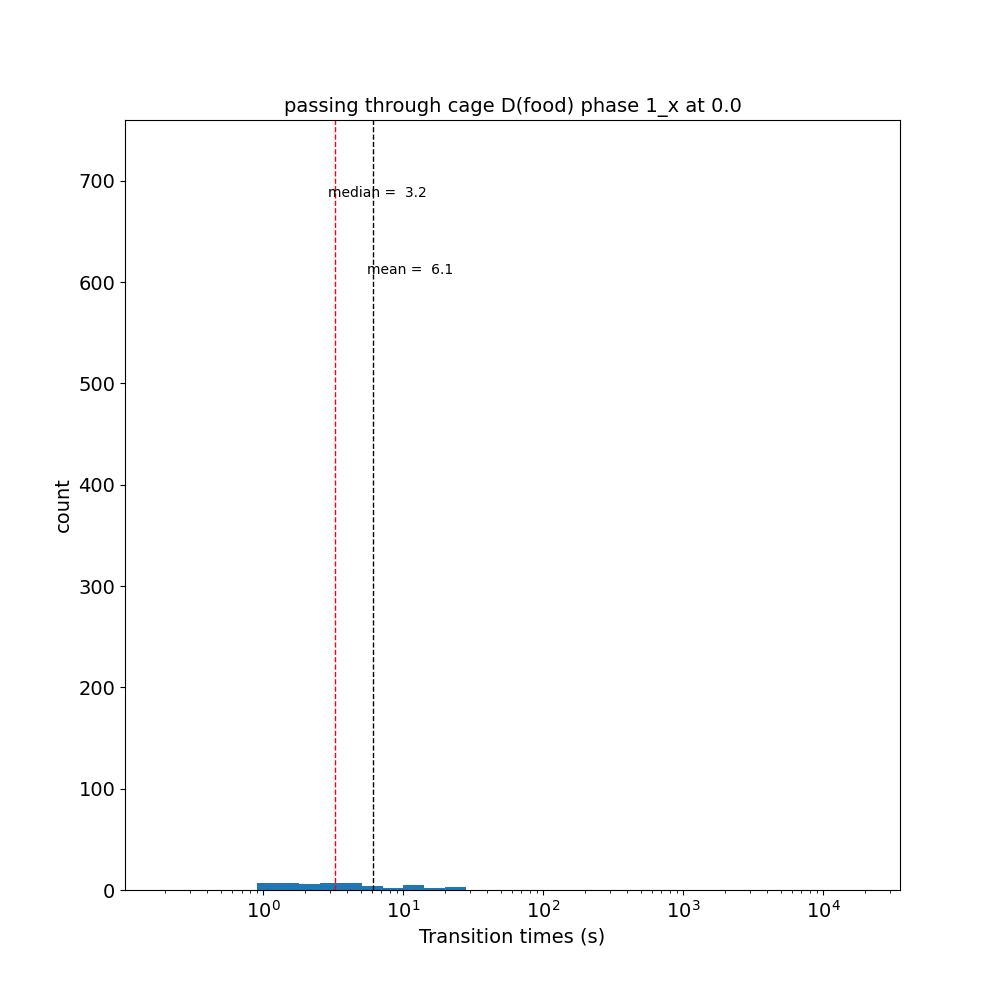 passing through cage D(food) phase 1_x at 0.0
700
median =  3.2
mean =  6.1
600
500
count
400
300
200
100
0
10^0 10^1 10^2 10^3 10^4
Transition times (s)